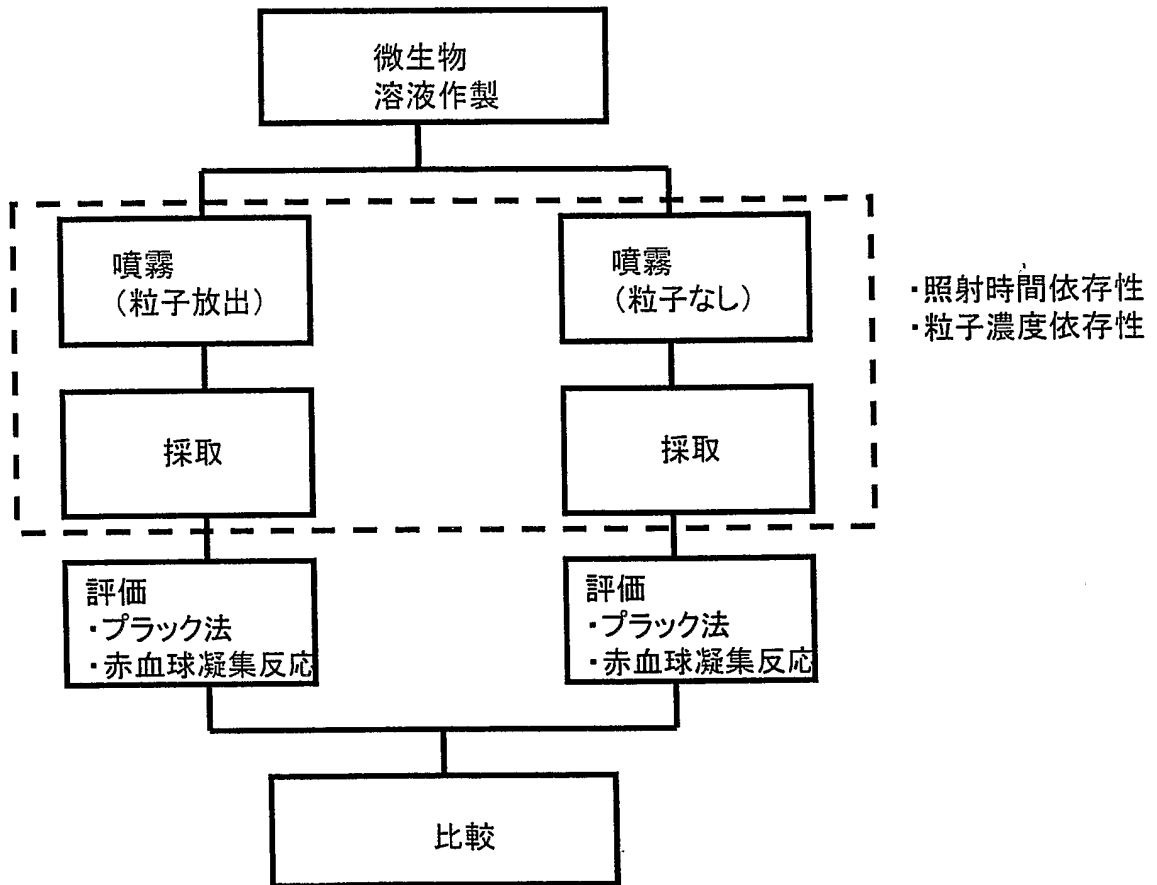 微生物
溶液作製
噴霧
（粒子放出）
噴霧
（粒子なし）
・照射時間依存性
・粒子濃度依存性
採取
採取
評価
・プラック法
・赤血球凝集反応
評価
・プラック法
・赤血球凝集反応
比較